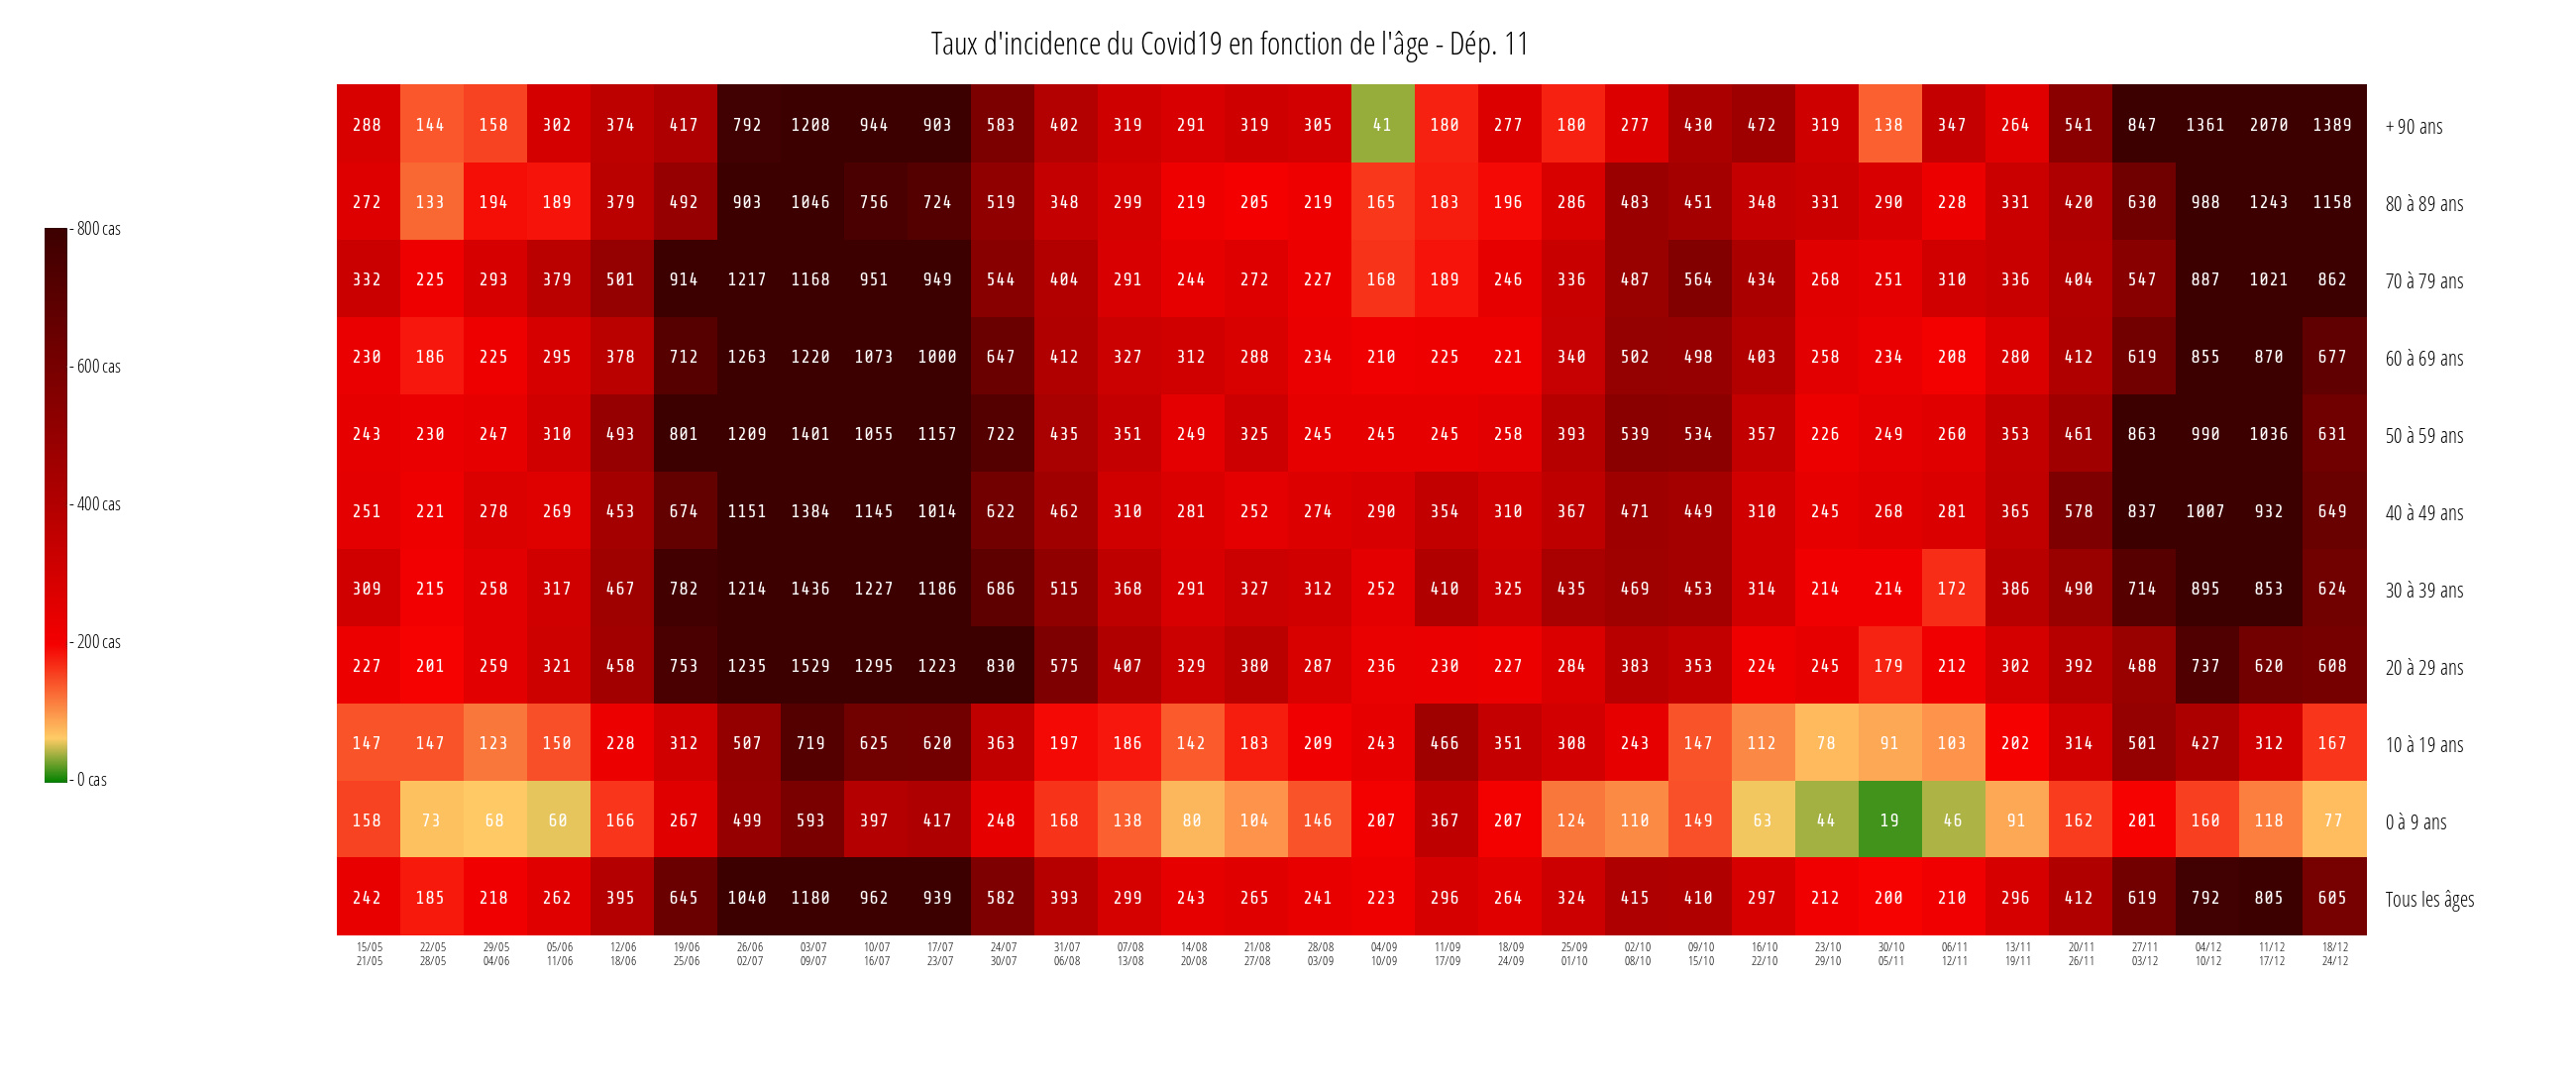 Taux d'incidence du Covid19 en fonction de l'âge - Dép. 11
- 800 cas
- 600 cas
- 400 cas
- 200 cas
- 0 cas
288 144 158 302 374 417 792 1208 944 903 583 402 319 291 319 305 41 180 277 180 277 430 472 319 138 347 264 541 847 1361 2070 1389 + 90 ans
272 133 194 189 379 492 903 1046 756 724 519 348 299 219 205 219 165 183 196 286 483 451 348 331 290 228 331 420 630 988 1243 1158 80 à 89 ans
332 225 293 379 501 914 1217 1168 951 949 544 404 291 244 272 227 168 189 246 336 487 564 434 268 251 310 336 404 547 887 1021 862 70 à 79 ans
230 186 225 295 378 712 1263 1220 1073 1000 647 412 327 312 288 234 210 225 221 340 502 498 403 258 234 208 280 412 619 855 870 677 60 à 69 ans
243 230 247 310 493 801 1209 1401 1055 1157 722 435 351 249 325 245 245 245 258 393 539 534 357 226 249 260 353 461 863 990 1036 631 50 à 59 ans
251 221 278 269 453 674 1151 1384 1145 1014 622 462 310 281 252 274 290 354 310 367 471 449 310 245 268 281 365 578 837 1007 932 649 40 à 49 ans
309 215 258 317 467 782 1214 1436 1227 1186 686 515 368 291 327 312 252 410 325 435 469 453 314 214 214 172 386 490 714 895 853 624 30 à 39 ans
227 201 259 321 458 753 1235 1529 1295 1223 830 575 407 329 380 287 236 230 227 284 383 353 224 245 179 212 302 392 488 737 620 608 20 à 29 ans
147 147 123 150 228 312 507 719 625 620 363 197 186 142 183 209 243 466 351 308 243 147 112 78 91 103 202 314 501 427 312 167 10 à 19 ans
158 73 68 60 166 267 499 593 397 417 248 168 138 80 104 146 207 367 207 124 110 149 63 44 19 46 91 162 201 160 118 77 0 à 9 ans
242 185 218 262 395 645 1040 1180 962 939 582 393 299 243 265 241 223 296 264 324 415 410 297 212 200 210 296 412 619 792 805 605 Tous les âges
15/05 22/05 29/05 05/06 12/06 19/06 26/06 03/07 10/07 17/07 24/07 31/07 07/08 14/08 21/08 28/08 04/09 11/09 18/09 25/09 02/10 09/10 16/10 23/10 30/10 06/11 13/11 20/11 27/11 04/12 11/12 18/12
21/05 28/05 04/06 11/06 18/06 25/06 02/07 09/07 16/07 23/07 30/07 06/08 13/08 20/08 27/08 03/09 10/09 17/09 24/09 01/10 08/10 15/10 22/10 29/10 05/11 12/11 19/11 26/11 03/12 10/12 17/12 24/12